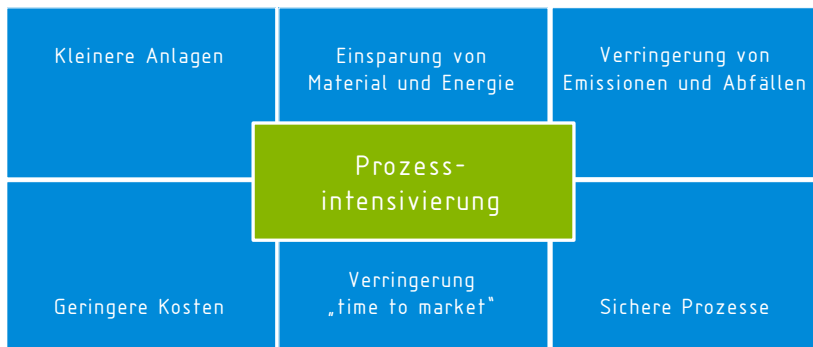 Kleinere Anlagen
Einsparung von
Material und Energie
Verringerung von
Emissionen und Abfällen
Prozess-
intensivierung
Geringere Kosten
Verringerung
„time to market“
Sichere Prozesse